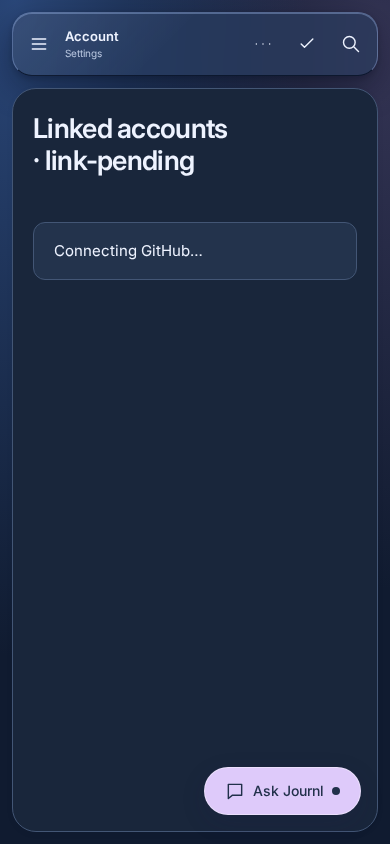 Account
Settings
...
Linked accounts
· link-pending
Connecting GitHub...
Ask Journl